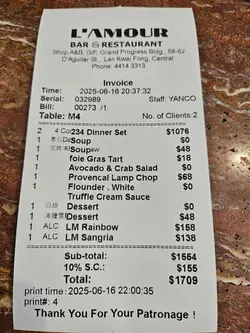 L'AMOUR
BAR & RESTAURANT
Shop A&B, G/F, Grand Progress Bldg , 58-62
D'Aguilar St., Lan Kwai Fong, Central
Phone: 4414 3313
Invoice
Time: 2025-06-16 20:37:32
Serial: 032989 Staff: YANCO
Bill: 00273 /1
Table: M4 No. of Clients:2
2 4 Cou 234 Dinner Set $1076
1 Soup $0
1 Soup $48
1 foie Gras Tart $18
1 Avocado & Crab Salad $0
1 Provencal Lamp Chop $68
1 Flounder . White $0
Truffle Cream Sauce
1 Dessert $0
1 Dessert $48
1 ALC LM Rainbow $158
1 ALC LM Sangria $138
Sub-total: $1554
10% S.C.: $155
Total: $1709
print time:2025-06-16 22:00:35
print#: 4
Thank You For Your Patronage !